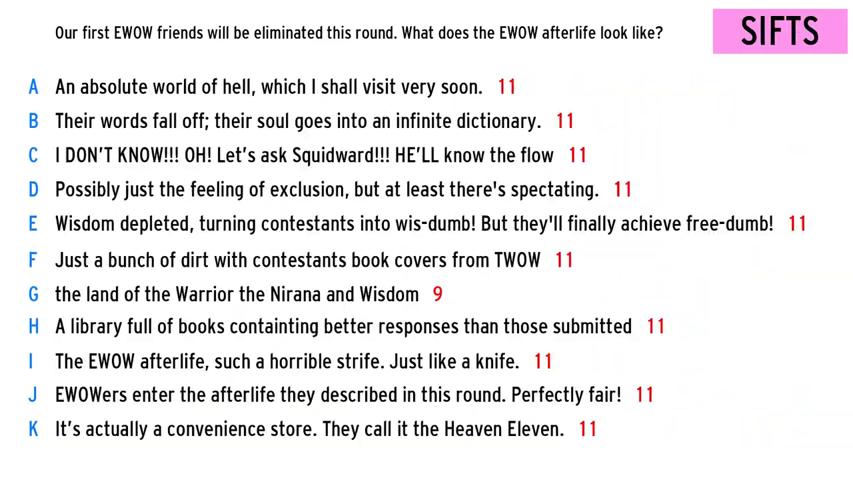 Our first EWOW friends will be eliminated this round. What does the EWOW afterlife look like?
SIFTS
A An absolute world of hell, which I shall visit very soon. 11
B Their words fall off; their soul goes into an infinite dictionary. 11
C I DON'T KNOW!!! OH! Let's ask Squidward!!! HE'LL know the flow 11
D Possibly just the feeling of exclusion, but at least there's spectating. 11
E Wisdom depleted, turning contestants into wis-dumb! But they'll finally achieve free-dumb! 11
F Just a bunch of dirt with contestants book covers from TWOW 11
G the land of the Warrior the Nirana and Wisdom 9
H A library full of books containting better responses than those submitted 11
I The EWOW afterlife, such a horrible strife. Just like a knife. 11
J EWOWers enter the afterlife they described in this round. Perfectly fair! 11
K It's actually a convenience store. They call it the Heaven Eleven. 11